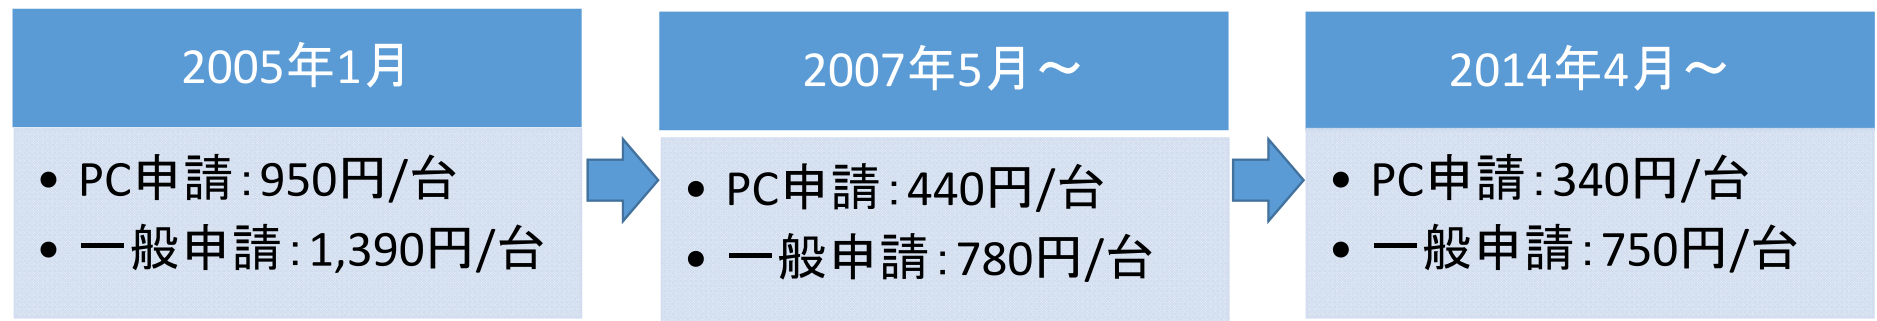 2005年1月
• PC申請：950円/台
• 一般申請：1,390円/台
2007年5月～
• PC申請：440円/台
• 一般申請：780円/台
2014年4月～
• PC申請：340円/台
• 一般申請：750円/台